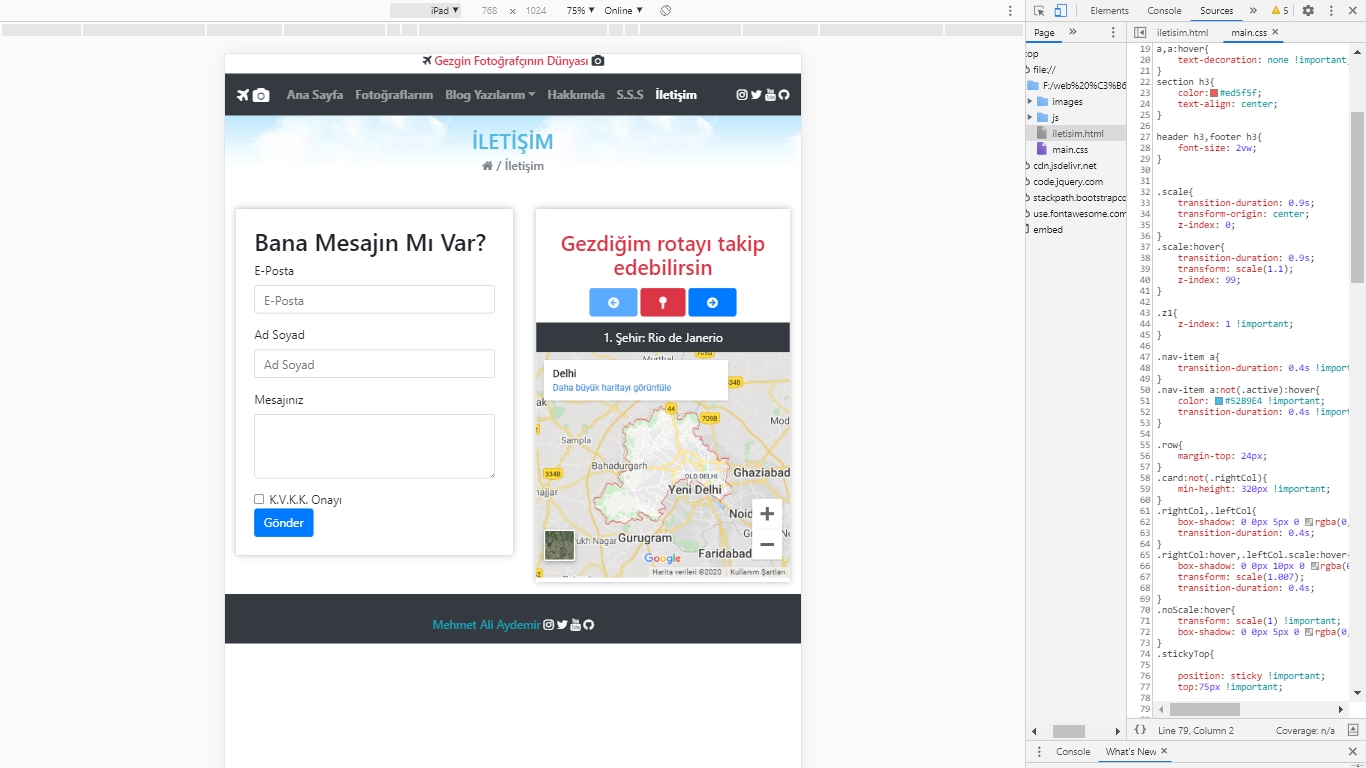 iPad ▼ 768 × 1024 75% ▼ Online ▼
Elements Console Sources » 5
Page »
iletisim.html main.css ×
Gezgin Fotoğrafçının Dünyası
Ana Sayfa Fotoğraflarım Blog Yazılarım Hakkımda S.S.S İletişim
İLETİŞİM
/ İletişim
Bana Mesajın Mı Var?
E-Posta
E-Posta
Ad Soyad
Ad Soyad
Mesajınız
K.V.K.K. Onayı
Gönder
Gezdiğim rotayı takip
edebilirsin
1. Şehir: Rio de Janerio
Delhi
Daha büyük haritayı görüntüle
709B
334B
44
709B
Sampla
Bahadurgarh
Ghaziabad
OLD DELHI
334B
Yeni Delhi
Noid
Gurugram
Faridabad
Google
Harita verileri ©2020 Kullanım Şartları
Mehmet Ali Aydemir
top
file://
F:/web%20%C3%B6
images
js
iletisim.html
main.css
cdn.jsdelivr.net
code.jquery.com
stackpath.bootstrapcd
use.fontawesome.com
embed
19 a,a:hover{
20 text-decoration: none !important
21 }
22 section h3{
23 color: #ed5f5f;
24 text-align: center;
25 }
26
27 header h3,footer h3{
28 font-size: 2vw;
29 }
30
31
32 .scale{
33 transition-duration: 0.9s;
34 transform-origin: center;
35 z-index: 0;
36 }
37 .scale:hover{
38 transition-duration: 0.9s;
39 transform: scale(1.1);
40 z-index: 99;
41 }
42
43 .z1{
44 z-index: 1 !important;
45 }
46
47 .nav-item a{
48 transition-duration: 0.4s !impor
49 }
50 .nav-item a:not(.active):hover{
51 color: #52B9E4 !important;
52 transition-duration: 0.4s !impor
53 }
54
55 .row{
56 margin-top: 24px;
57 }
58 .card:not(.rightCol){
59 min-height: 320px !important;
60 }
61 .rightCol,.leftCol{
62 box-shadow: 0 0px 5px 0 rgba(0,
63 transition-duration: 0.4s;
64 }
65 .rightCol:hover,.leftCol.scale:hover
66 box-shadow: 0 0px 10px 0 rgba(0
67 transform: scale(1.007);
68 transition-duration: 0.4s;
69 }
70 .noScale:hover{
71 transform: scale(1) !important;
72 box-shadow: 0 0px 5px 0 rgba(0,
73 }
74 .stickyTop{
75
76 position: sticky !important;
77 top:75px !important;
78
79
{} Line 79, Column 2 Coverage: n/a
Console What's New ×